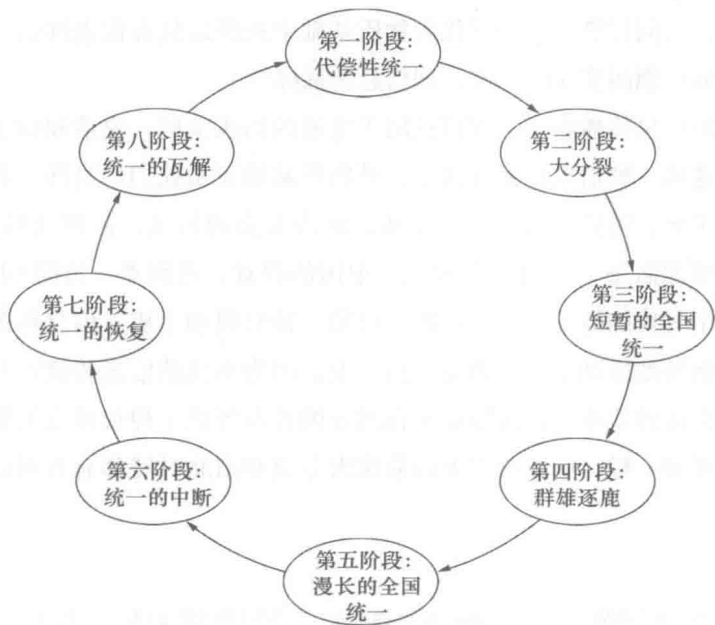 第一阶段：
代偿性统一
第二阶段：
大分裂
第三阶段：
短暂的全国
统一
第四阶段：
群雄逐鹿
第五阶段：
漫长的全国
统一
第六阶段：
统一的中断
第七阶段：
统一的恢复
第八阶段：
统一的瓦解